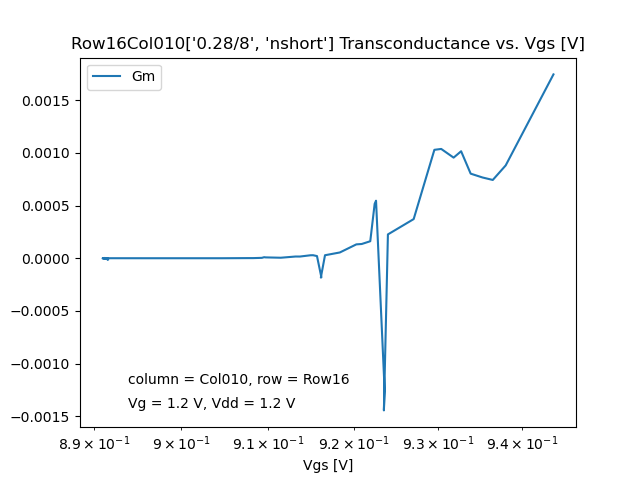 Row16Col010['0.28/8', 'nshort'] Transconductance vs. Vgs [V]
Gm
0.0015
0.0010
0.0005
0.0000
−0.0005
−0.0010
−0.0015
column = Col010, row = Row16
Vg = 1.2 V, Vdd = 1.2 V
8.9 × 10⁻¹ 9 × 10⁻¹ 9.1 × 10⁻¹ 9.2 × 10⁻¹ 9.3 × 10⁻¹ 9.4 × 10⁻¹
Vgs [V]